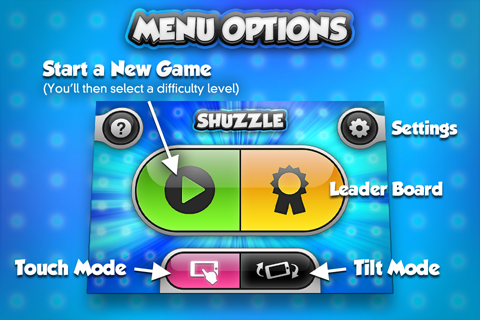 MENU OPTIONS
Start a New Game
(You'll then select a difficulty level)
?
SHUZZLE
Settings
Leader Board
Touch Mode
Tilt Mode